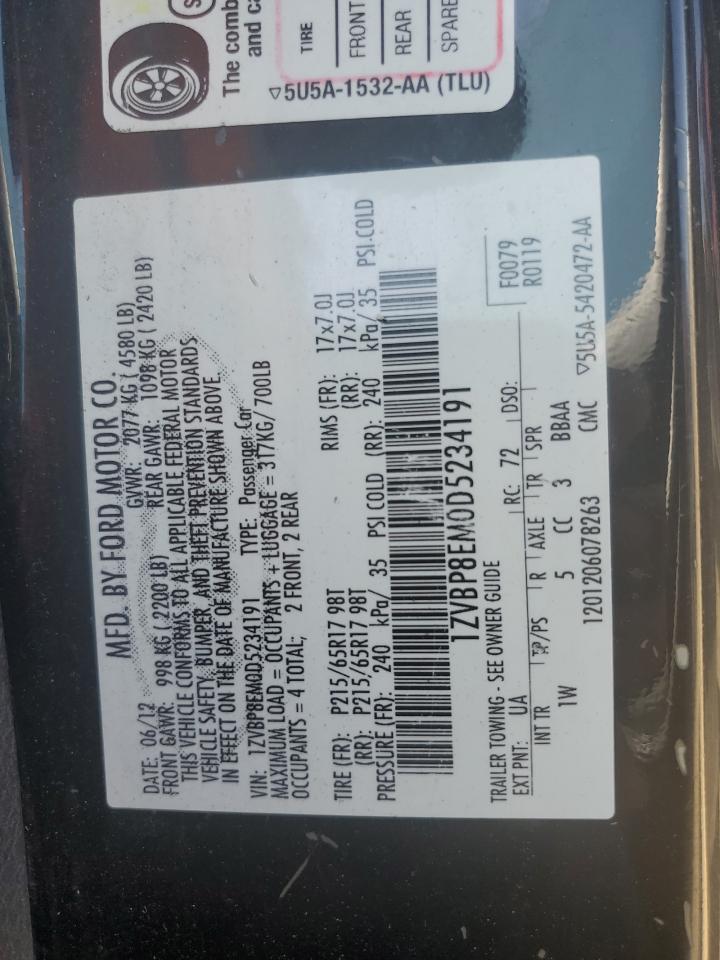 The comb
and ca
TIRE
FRONT
REAR
SPARE
▽5U5A-1532-AA (TLU)
MFD. BY FORD MOTOR CO.
DATE: 06/12 GVWR: 2077 KG ( 4580 LB)
FRONT GAWR: 998 KG ( 2200 LB) REAR GAWR: 1098 KG ( 2420 LB)
THIS VEHICLE CONFORMS TO ALL APPLICABLE FEDERAL MOTOR
VEHICLE SAFETY, BUMPER, AND THEFT PREVENTION STANDARDS
IN EFFECT ON THE DATE OF MANUFACTURE SHOWN ABOVE.
VIN: 1ZVBP8EM0D5234191 TYPE: Passenger Car
MAXIMUM LOAD = OCCUPANTS + LUGGAGE = 317KG/ 700LB
OCCUPANTS = 4 TOTAL; 2 FRONT, 2 REAR
TIRE (FR): P215/65R17 98T RIMS (FR): 17x7.0J
(RR): P215/65R17 98T (RR): 17x7.0J
PRESSURE (FR): 240 kPa/ 35 PSI COLD (RR): 240 kPa/ 35 PSI.COLD
1ZVBP8EM0D5234191
TRAILER TOWING - SEE OWNER GUIDE
F0079
R0119
EXT PNT: UA RC: 72 DSO:
INT TR TP/PS R AXLE TR SPR
1W 5 CC 3 BBAA
1201206078263 CMC ▽5U5A-5420472-AA